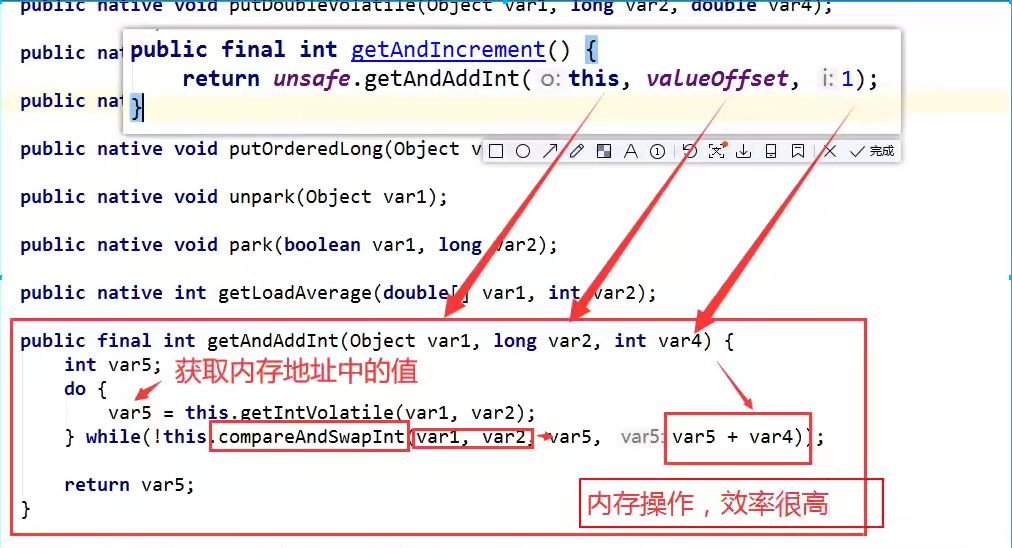 public native void putDoubleVolatile(Object var1, long var2, double var4);
public nat
public final int getAndIncrement() {
return unsafe.getAndAddInt( o: this, valueOffset, i: 1);
}
public nat
public native void putOrderedLong(Object v
完成
public native void unpark(Object var1);
public native void park(boolean var1, long var2);
public native int getLoadAverage(double[] var1, int var2);
public final int getAndAddInt(Object var1, long var2, int var4) {
int var5;
获取内存地址中的值
do {
var5 = this.getIntVolatile(var1, var2);
} while(!this.compareAndSwapInt(var1, var2, var5, var5: var5 + var4));
return var5;
内存操作，效率很高
}